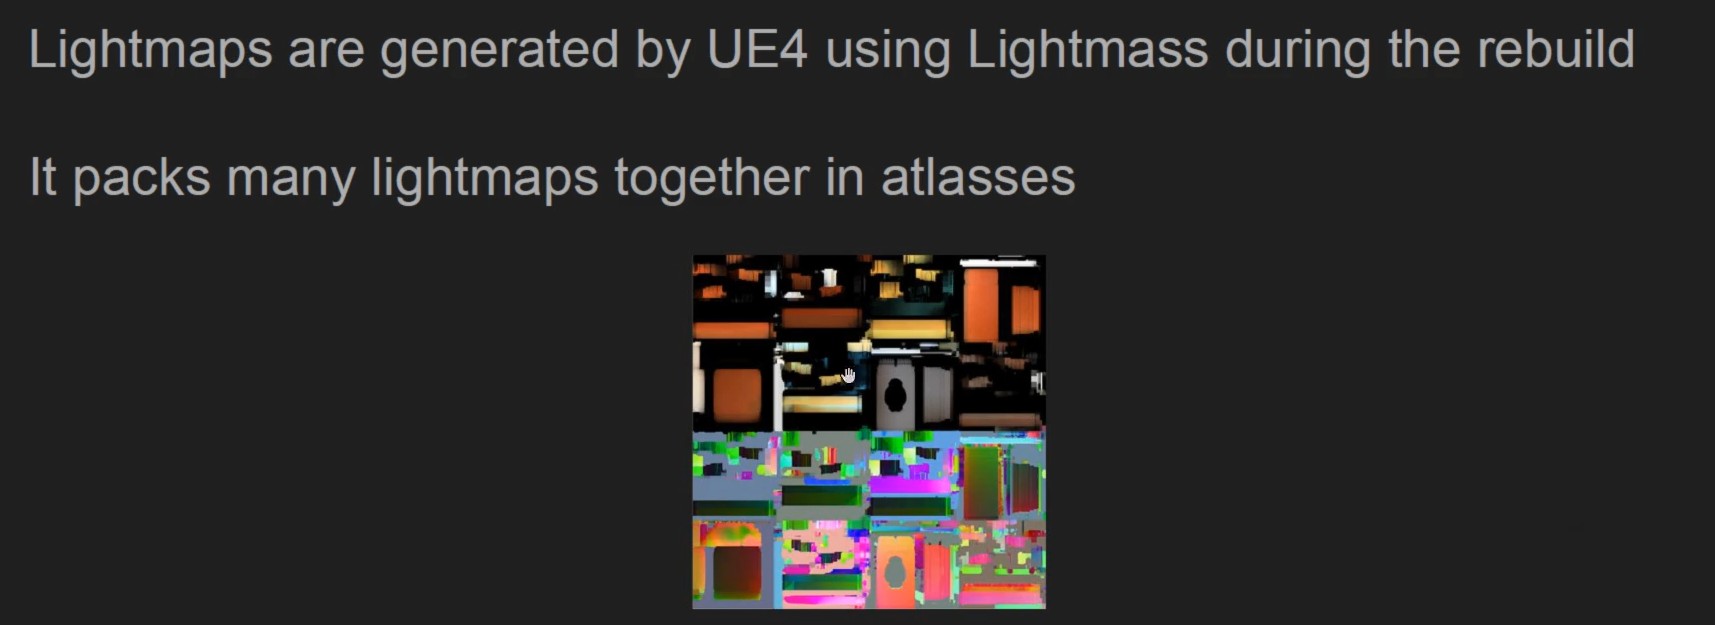 Lightmaps are generated by UE4 using Lightmass during the rebuild
It packs many lightmaps together in atlasses